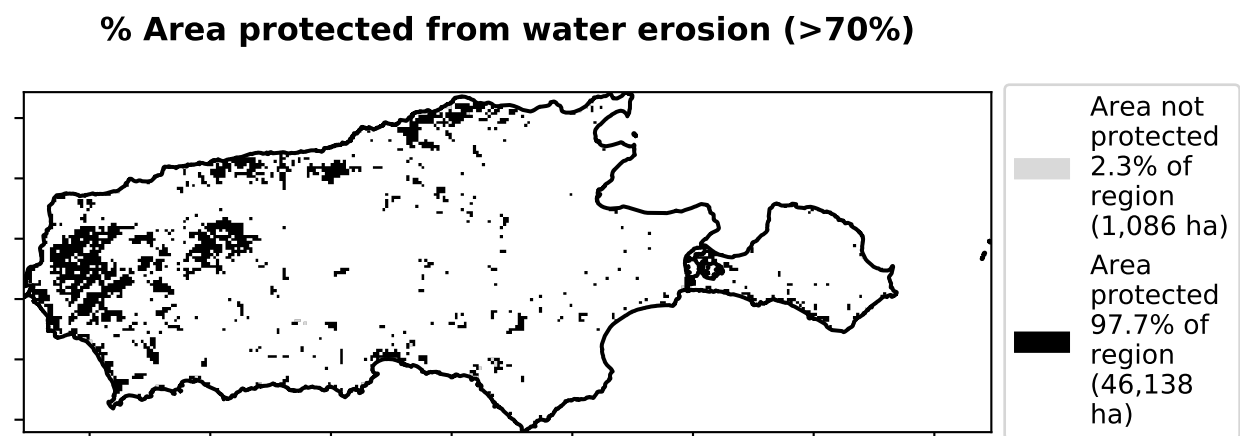 % Area protected from water erosion (>70%)
Area not
protected
2.3% of
region
(1,086 ha)
Area
protected
97.7% of
region
(46,138
ha)